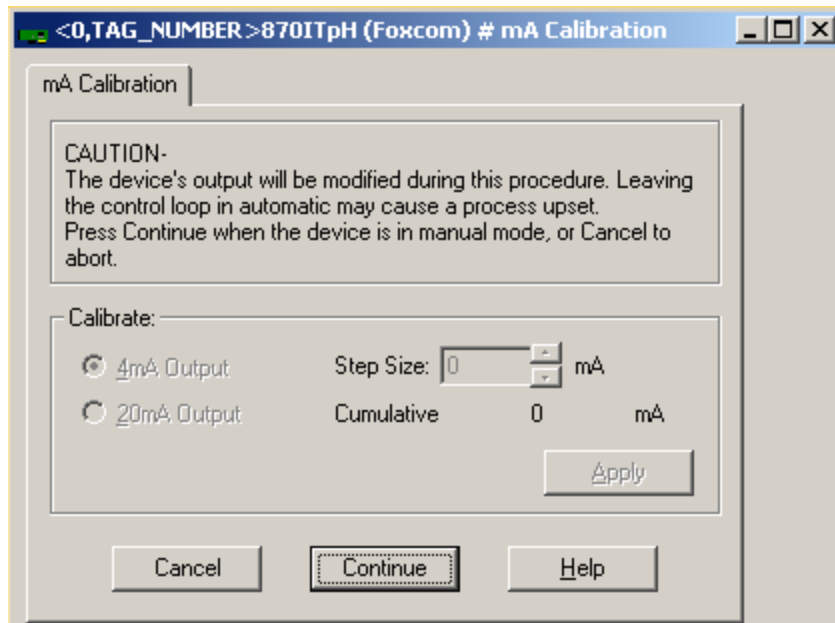 <0,TAG_NUMBER>870ITpH (Foxcom) # mA Calibration
mA Calibration
CAUTION-
The device's output will be modified during this procedure. Leaving
the control loop in automatic may cause a process upset.
Press Continue when the device is in manual mode, or Cancel to
abort.
Calibrate:
4mA Output Step Size: 0 mA
20mA Output Cumulative 0 mA
Apply
Cancel Continue Help